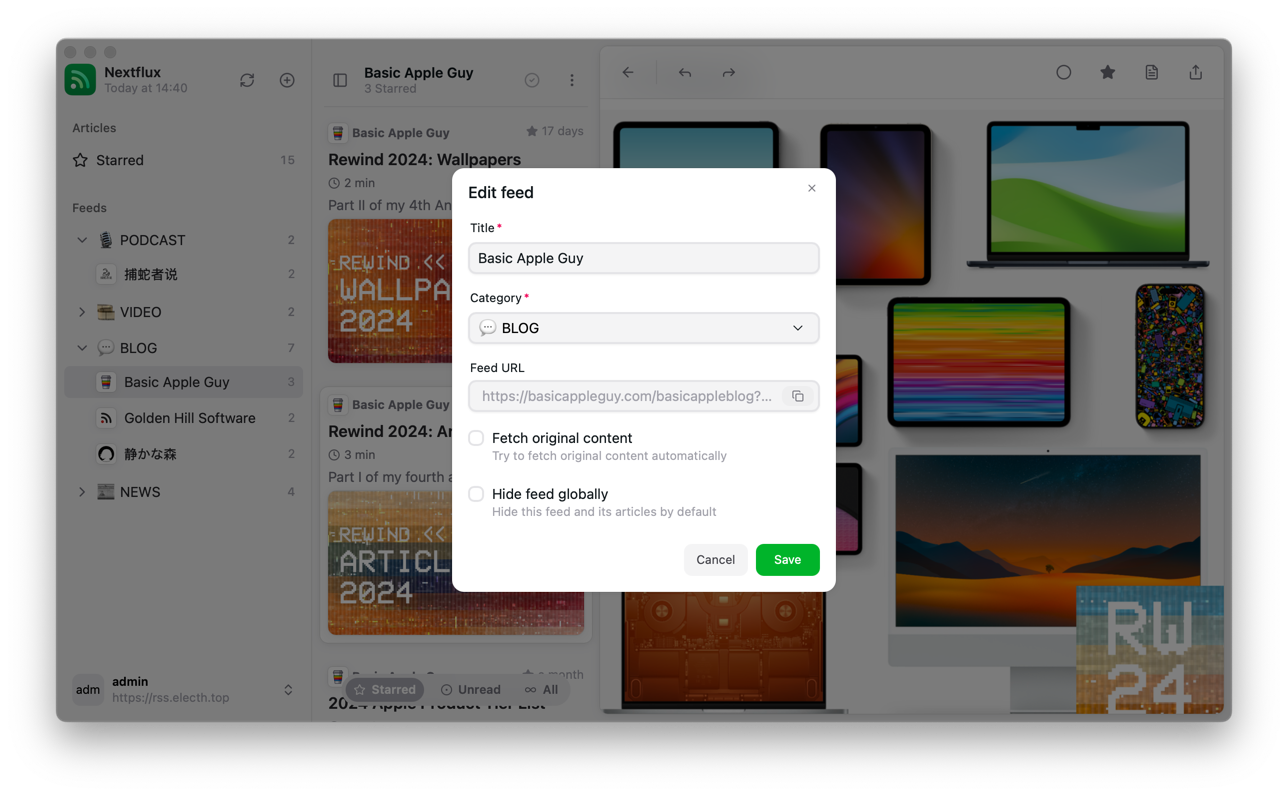 Nextflux
Today at 14:40
Articles
Starred 15
Feeds
PODCAST 2
捕蛇者说 2
VIDEO 2
BLOG 7
Basic Apple Guy 3
Golden Hill Software 2
静かな森 2
NEWS 4
adm
admin
https://rss.electh.top
Basic Apple Guy
3 Starred
Basic Apple Guy 17 days
Rewind 2024: Wallpapers
2 min
Part II of my 4th An
REWIND <<
WALLPA
2024
Basic Apple Guy
Rewind 2024: Ar
3 min
Part I of my fourth a
REWIND <<
ARTICL
2024
month
2024 Apple Product Tier List
Starred Unread All
Edit feed
Title*
Basic Apple Guy
Category*
BLOG
Feed URL
https://basicappleguy.com/basicappleblog?...
Fetch original content
Try to fetch original content automatically
Hide feed globally
Hide this feed and its articles by default
Cancel Save
RW
24